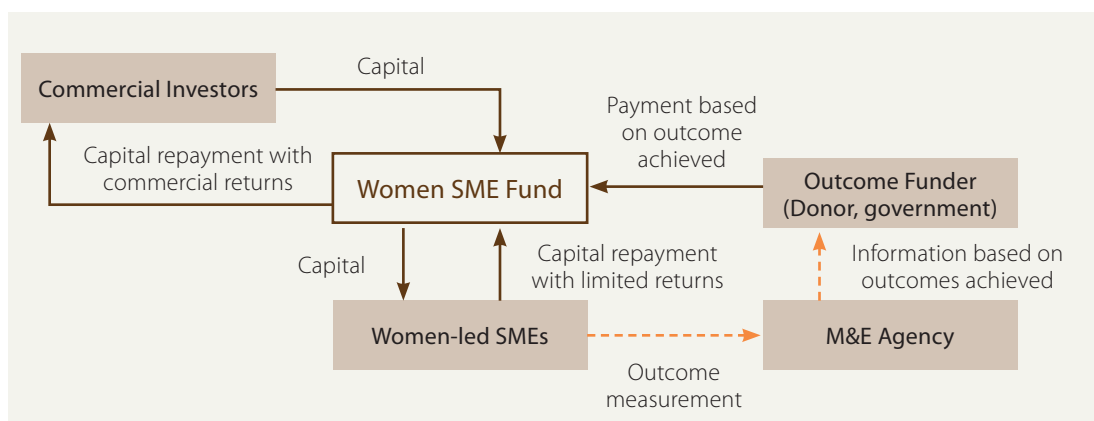 Capital
Commercial Investors
Payment based
on outcome
achieved
Capital repayment with
commercial returns
Women SME Fund
Outcome Funder
(Donor, government)
Capital
Capital repayment
with limited returns
Information based on
outcomes achieved
Women-led SMEs
M&E Agency
Outcome
measurement